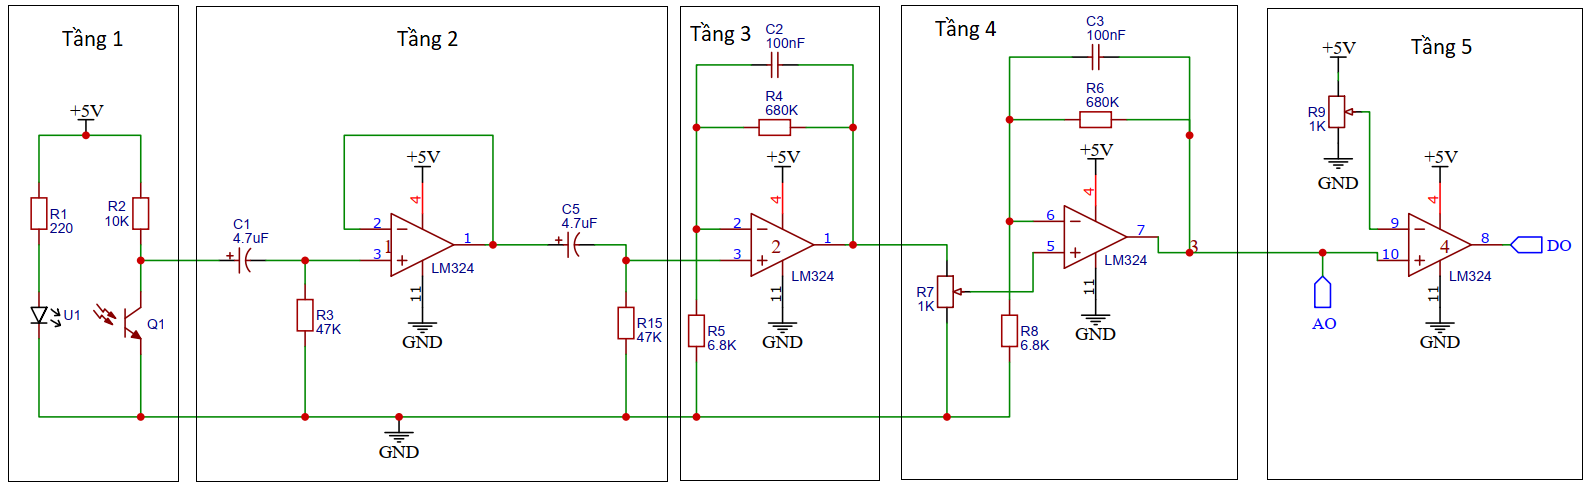 Tầng 1
+5V
R1
220
R2
10K
U1
Q1
Tầng 2
C1
4.7uF
R3
47K
+5V
4
2
3
1
1
LM324
11
GND
C5
4.7uF
R15
47K
GND
Tầng 3
C2
100nF
R4
680K
+5V
4
2
3
2
1
LM324
11
GND
R5
6.8K
Tầng 4
C3
100nF
R6
680K
+5V
4
6
5
7
3
LM324
11
GND
R7
1K
R8
6.8K
Tầng 5
+5V
R9
1K
GND
+5V
4
9
10
4
8
LM324
11
GND
DO
AO